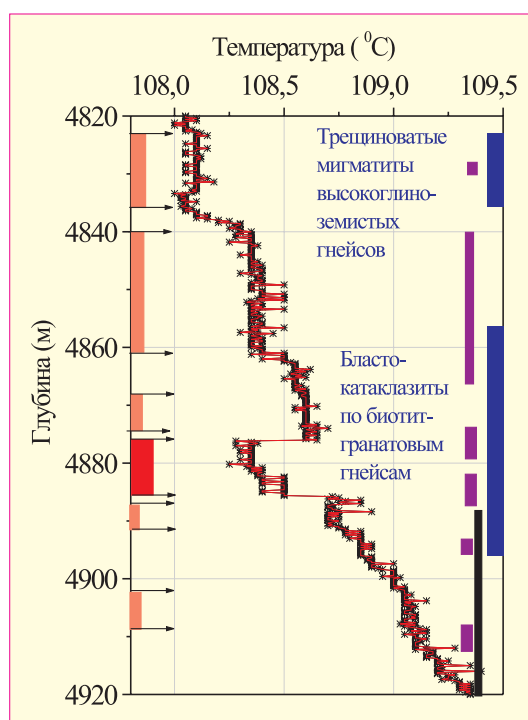 Температура ( ⁰C)
108,0 108,5 109,0 109,5
Глубина (м)
4820
4840
4860
4880
4900
4920
Трещиноватые
мигматиты
высокоглино-
земистых
гнейсов
Бласто-
катаклазиты
по биотит-
гранатовым
гнейсам